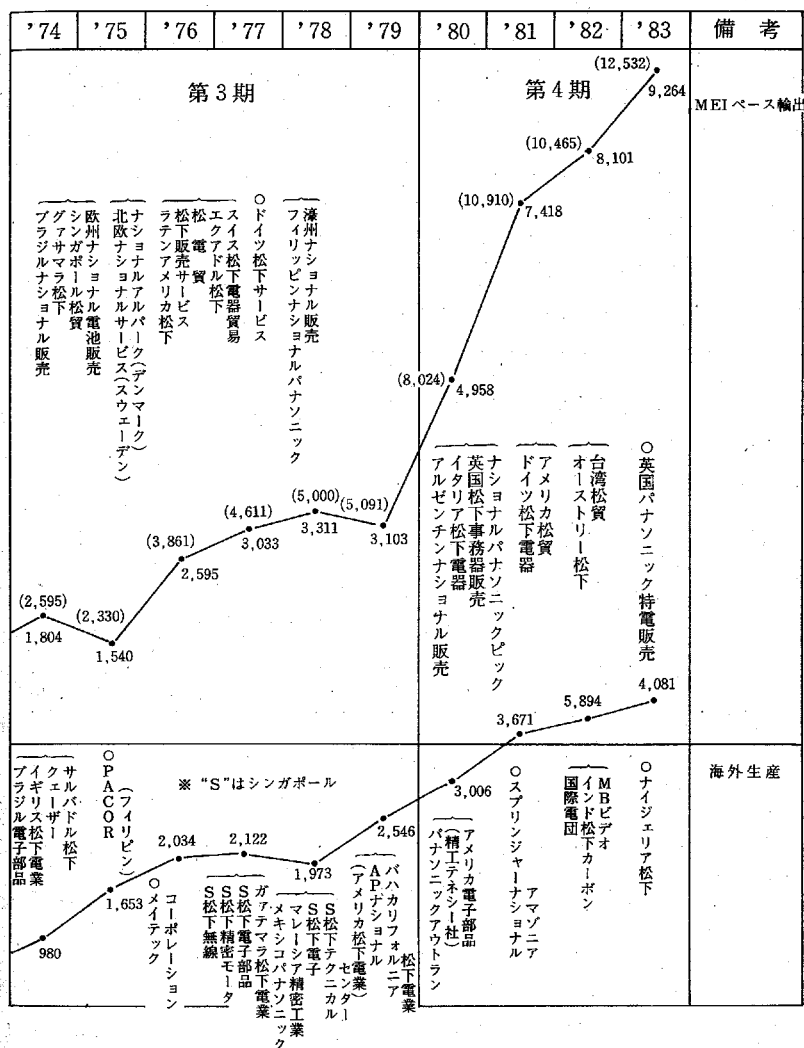 '74 '75 '76 '77 '78 '79 '80 '81 '82 '83 備考
第3期
第4期
MEIベース輸出
(12,532)
9,264
(10,465)
8,101
(10,910)
7,418
(8,024)
4,958
(5,091)
3,103
(5,000)
3,311
(4,611)
3,033
(3,861)
2,595
(2,330)
1,540
(2,595)
1,804
欧州ナショナル電池販売
シンガポール松貿
グァサマラ松下
ブラジルナショナル販売
ナショナルアルパーク(デンマーク)
北欧ナショナルサービス(スウェーデン)
スイス松下電器貿易
エクアドル松下
松電貿
松下販売サービス
ラテンアメリカ松下
○ドイツ松下サービス
濠州ナショナル販売
フィリッピンナショナルパナソニック
ナショナルパナソニックピック
英国松下事務器販売
イタリア松下電器
アルゼンチンナショナル販売
アメリカ松貿
ドイツ松下電器
台湾松貿
オーストリー松下
○英国パナソニック特電販売
海外生産
※ “S”はシンガポール
980
1,653
2,034
2,122
1,973
2,546
3,006
3,671
5,894
4,081
サルバドル松下
クェーザー
イギリス松下電業
ブラジル電子部品
○PACOR
(フィリピン)
○メイテック
コーポレーション
ガァテマラ松下電業
S松下電子部品
S松下精密モータ
S松下無線
S松下テクニカル
センター
S松下電子
マレーシア精密工業
メキシコパナソニック
バハカリフォルニア
松下電業
APナショナル
(アメリカ松下電業)
アメリカ電子部品
(精工テネシー社)
パナソニックアウトラン
○スプリンジャーナショナル
アマゾニア
MBビデオ
インド松下カーボン
国際電団
○ナイジェリア松下